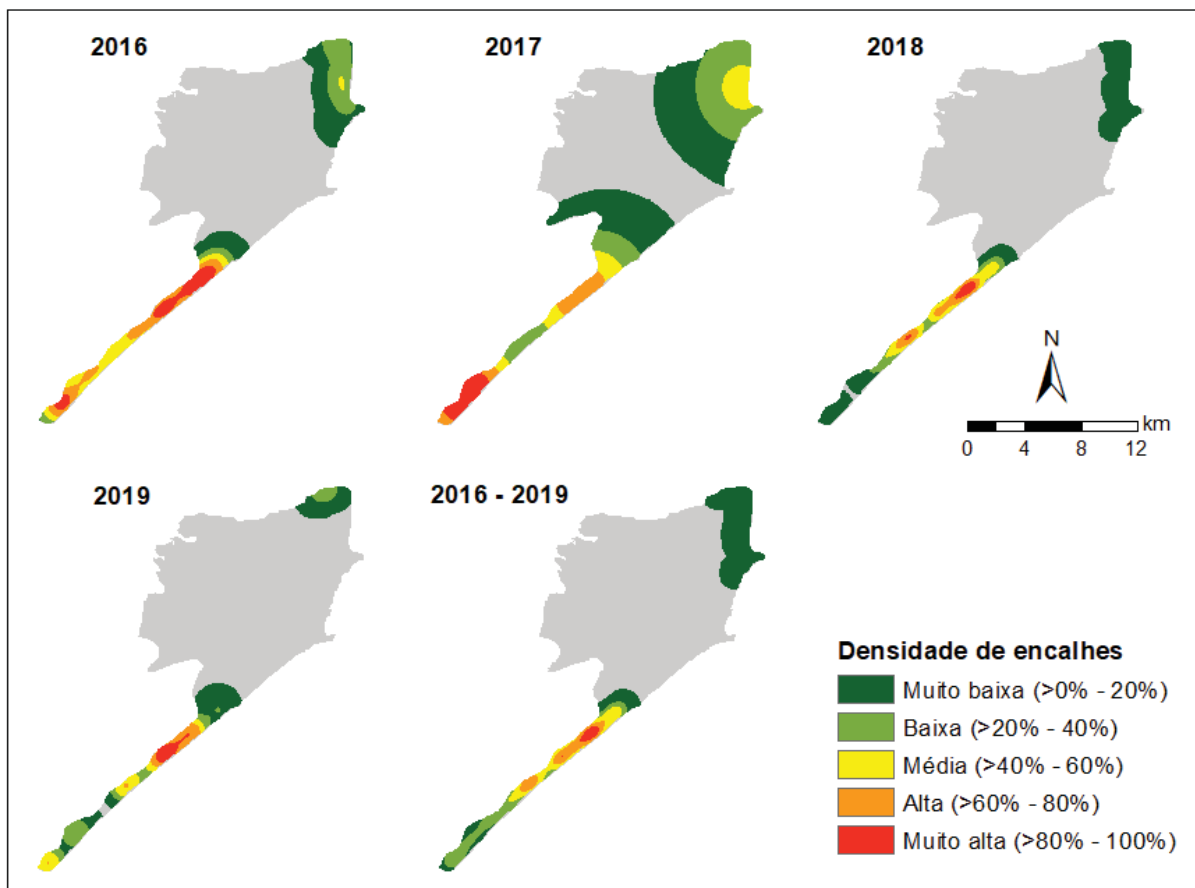 2016
2017
2018
N
km
0 4 8 12
2019
2016 - 2019
Densidade de encalhes
Muito baixa (>0% - 20%)
Baixa (>20% - 40%)
Média (>40% - 60%)
Alta (>60% - 80%)
Muito alta (>80% - 100%)